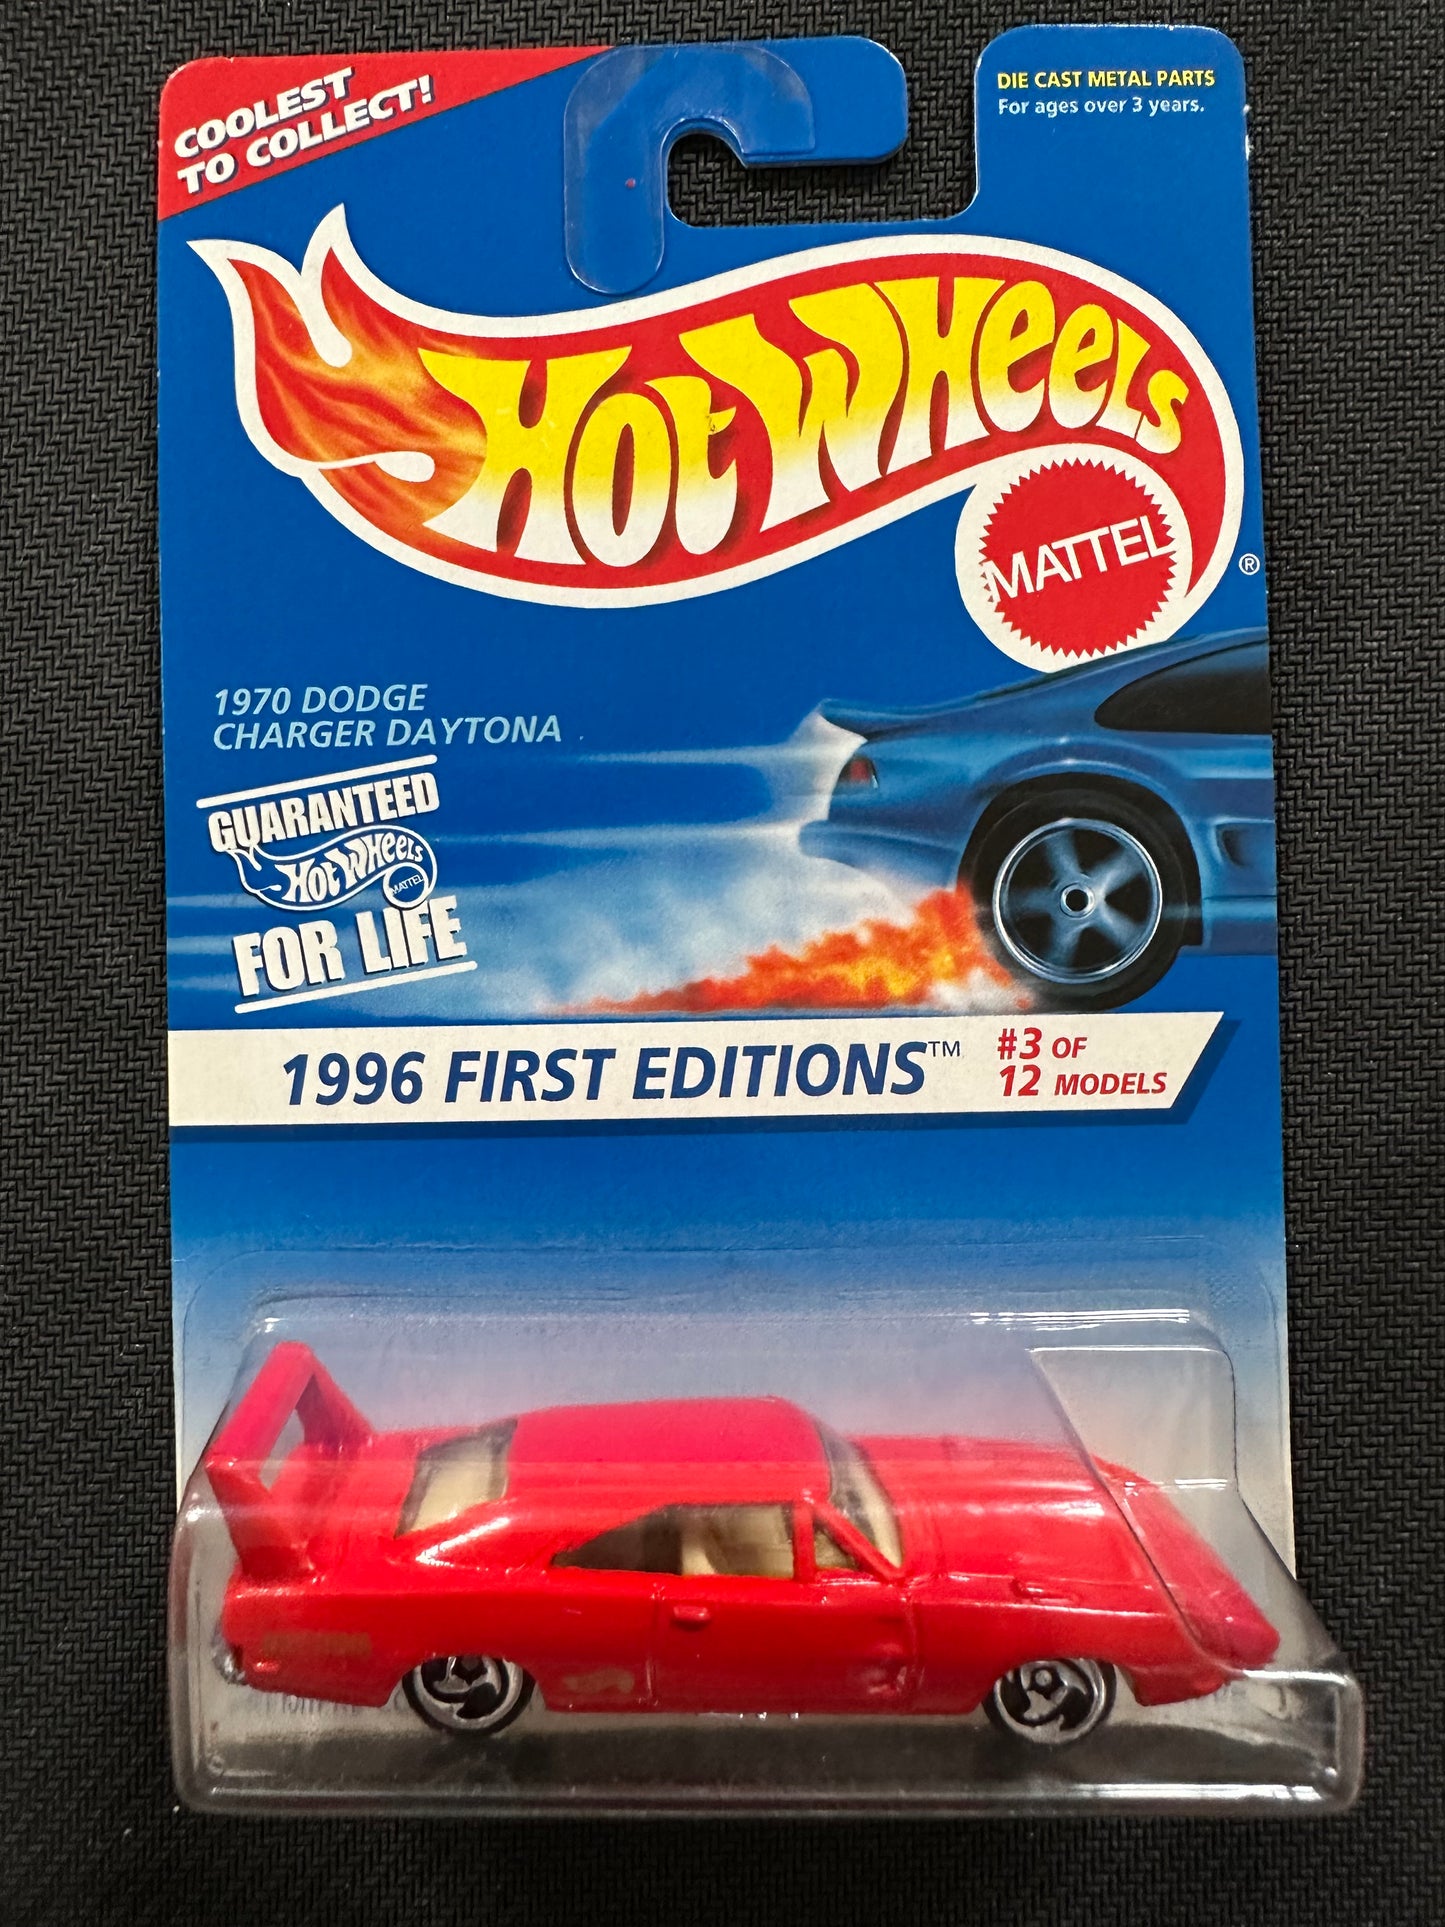 COOLEST
TO COLLECT!
DIE CAST METAL PARTS
For ages over 3 years.
HOT WHEELS
MATTEL
®
1970 DODGE
CHARGER DAYTONA
GUARANTEED
HOT WHEELS
MATTEL
FOR LIFE
1996 FIRST EDITIONS™
#3 OF
12 MODELS